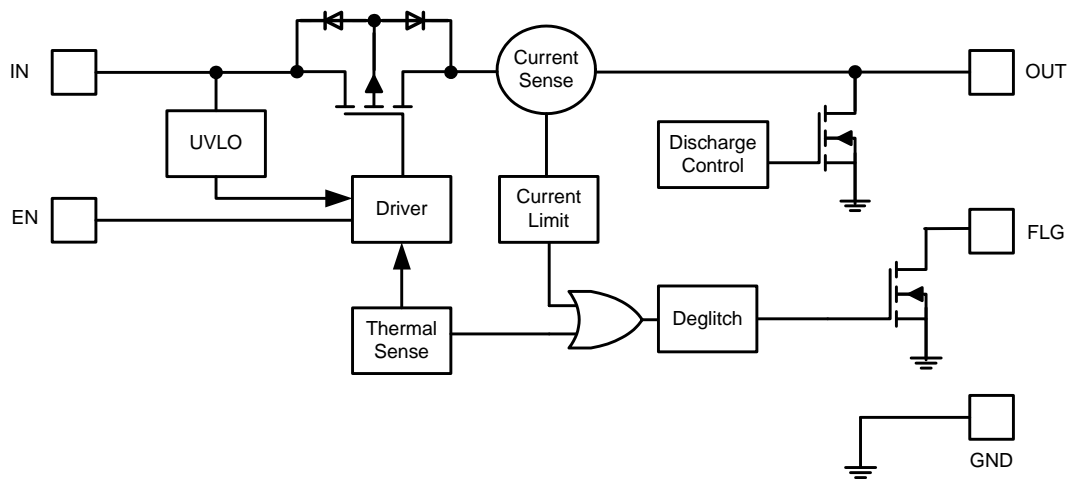 IN
Current
Sense
OUT
UVLO
Discharge
Control
EN
Driver
Current
Limit
FLG
Thermal
Sense
Deglitch
GND